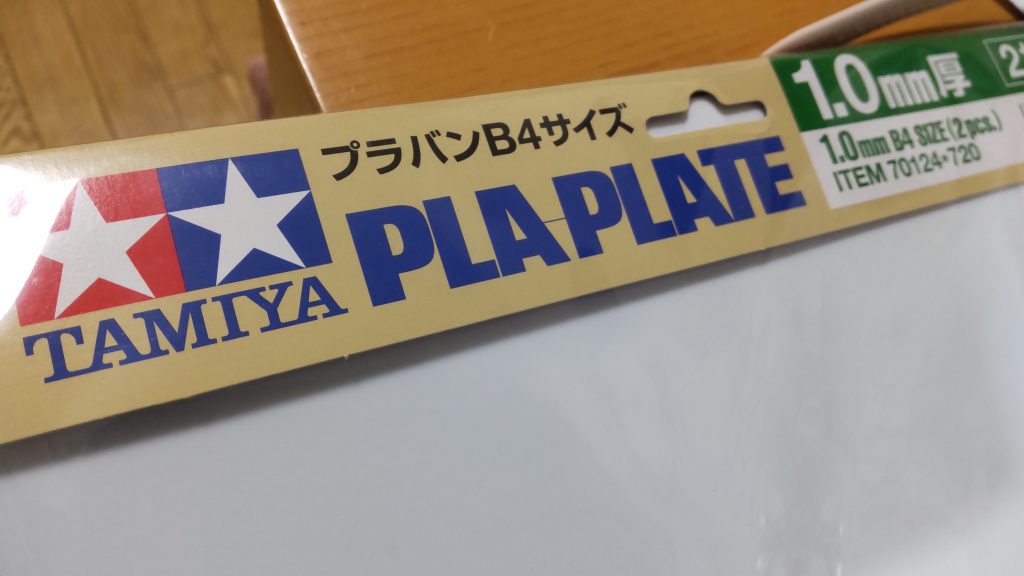 TAMIYA
プラバンB4サイズ
PLA-PLATE
1.0mm厚
1.0mm B4 SIZE (2 pcs.)
ITEM 70124・720